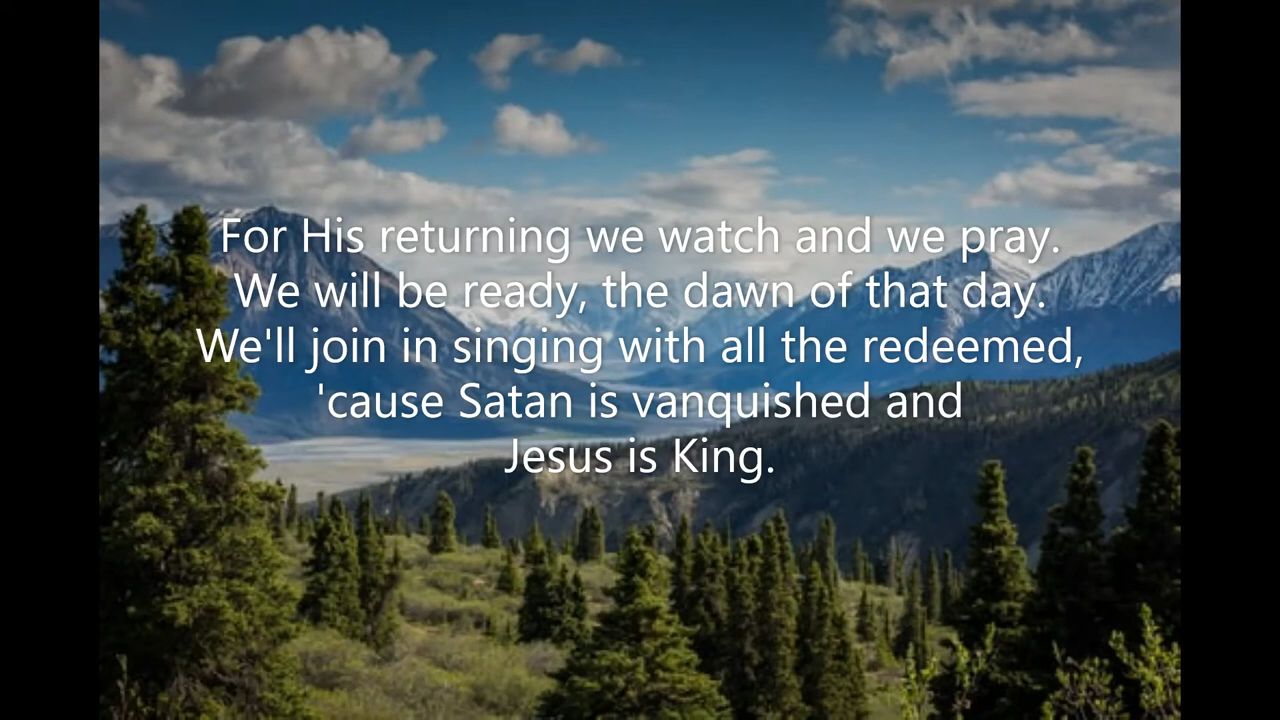 For His returning we watch and we pray.
We will be ready, the dawn of that day.
We'll join in singing with all the redeemed,
'cause Satan is vanquished and
Jesus is King.